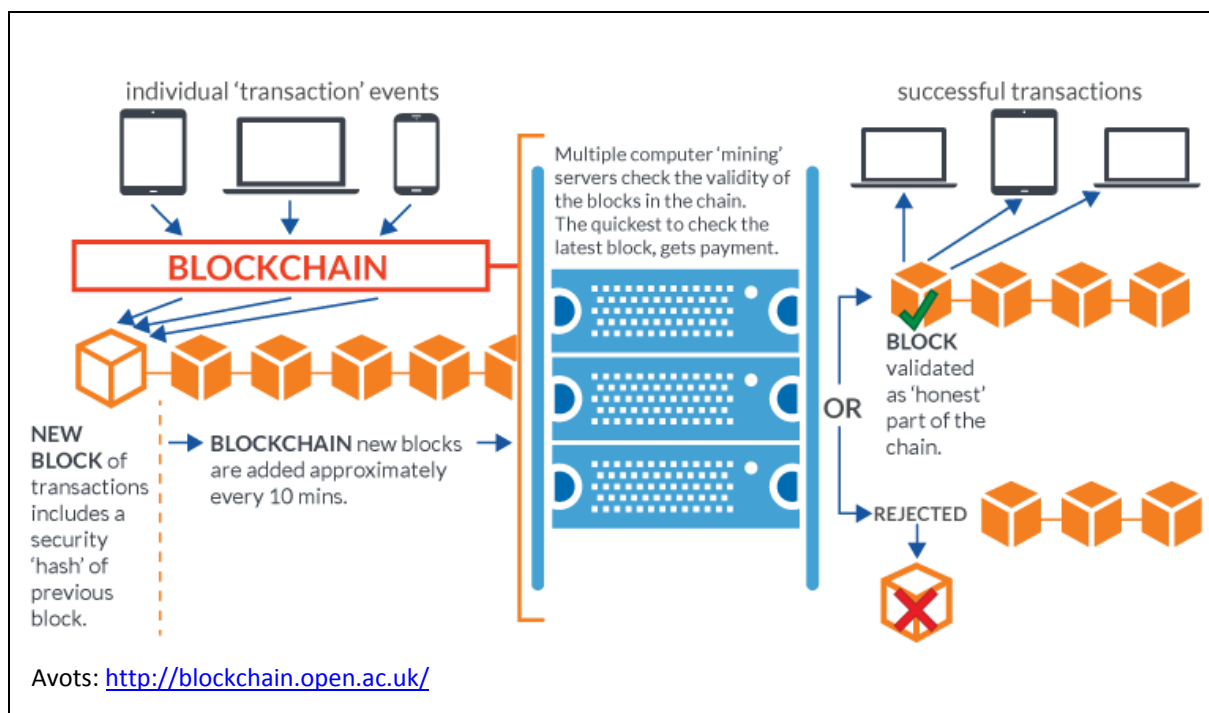 individual ‘transaction’ events
BLOCKCHAIN
NEW
BLOCK of
transactions
includes a
security
‘hash’ of
previous
block.
BLOCKCHAIN new blocks
are added approximately
every 10 mins.
Multiple computer ‘mining’
servers check the validity of
the blocks in the chain.
The quickest to check the
latest block, gets payment.
successful transactions
OR
BLOCK
validated
as ‘honest’
part of the
chain.
REJECTED
Avots: http://blockchain.open.ac.uk/